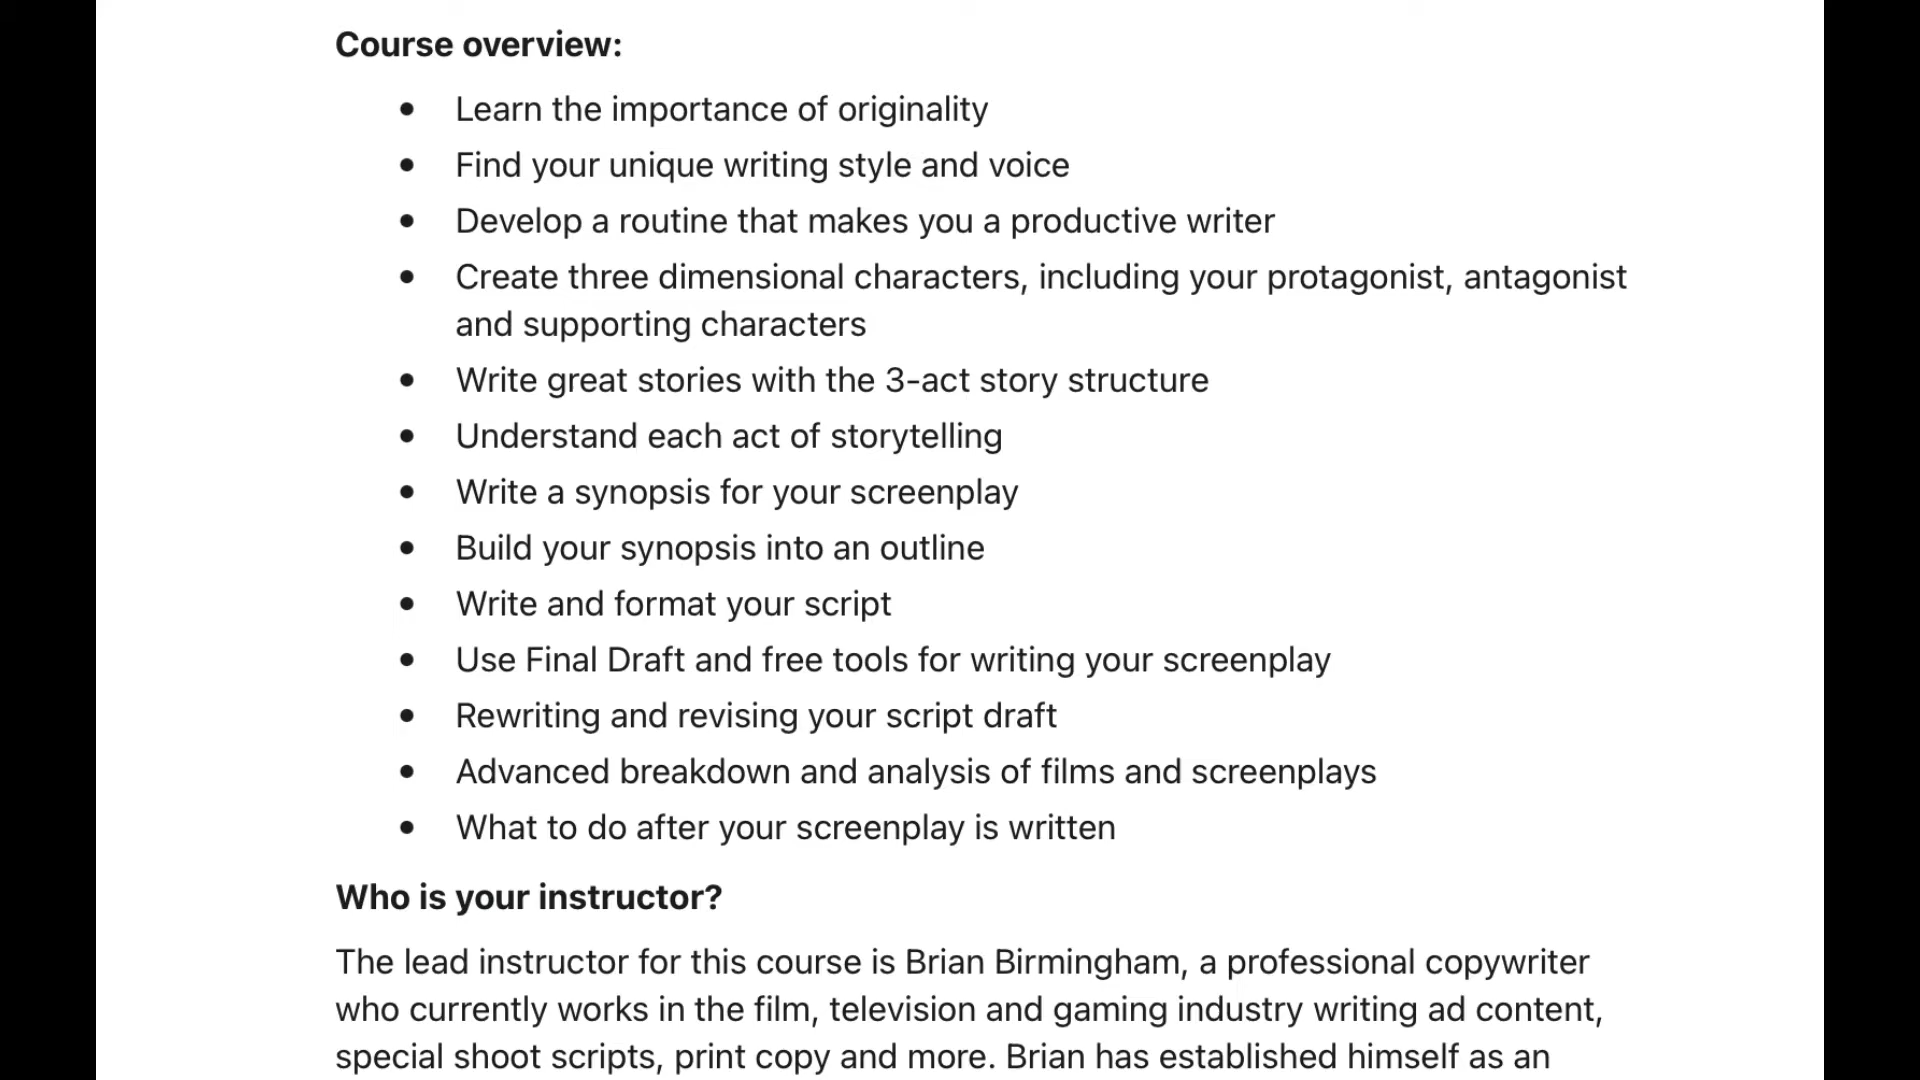 Course overview:
• Learn the importance of originality
• Find your unique writing style and voice
• Develop a routine that makes you a productive writer
• Create three dimensional characters, including your protagonist, antagonist
and supporting characters
• Write great stories with the 3-act story structure
• Understand each act of storytelling
• Write a synopsis for your screenplay
• Build your synopsis into an outline
• Write and format your script
• Use Final Draft and free tools for writing your screenplay
• Rewriting and revising your script draft
• Advanced breakdown and analysis of films and screenplays
• What to do after your screenplay is written
Who is your instructor?
The lead instructor for this course is Brian Birmingham, a professional copywriter
who currently works in the film, television and gaming industry writing ad content,
special shoot scripts, print copy and more. Brian has established himself as an